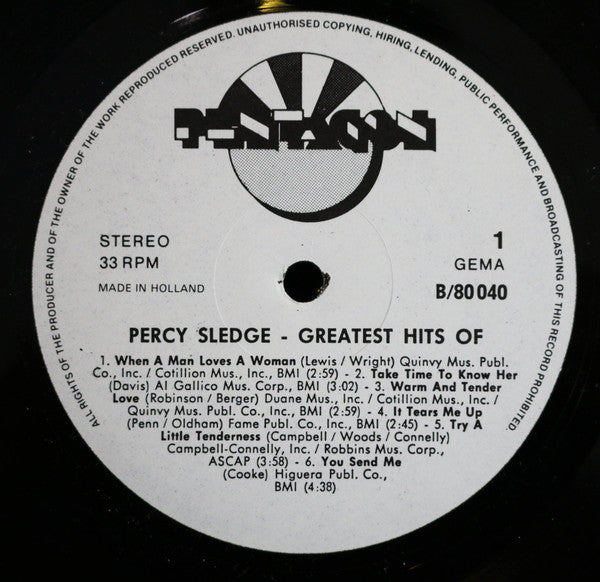 ALL RIGHTS OF THE PRODUCER AND OF THE OWNER OF THE WORK REPRODUCED RESERVED. UNAUTHORISED COPYING, HIRING, LENDING, PUBLIC PERFORMANCE AND BROADCASTING OF THIS RECORD PROHIBITED.
PENTAGON
STEREO
33 RPM
MADE IN HOLLAND
1
GEMA
B/80040
PERCY SLEDGE - GREATEST HITS OF
1. When A Man Loves A Woman (Lewis / Wright) Quinvy Mus. Publ.
Co., Inc. / Cotillion Mus., Inc., BMI (2:59) - 2. Take Time To Know Her
(Davis) Al Gallico Mus. Corp., BMI (3:02) - 3. Warm And Tender
Love (Robinson / Berger) Duane Mus., Inc. / Cotillion Mus., Inc. /
Quinvy Mus. Publ. Co., Inc., BMI (2:59) - 4. It Tears Me Up
(Penn / Oldham) Fame Publ. Co., Inc., BMI (2:45) - 5. Try A
Little Tenderness (Campbell / Woods / Connelly)
Campbell-Connelly, Inc. / Robbins Mus. Corp.,
ASCAP (3:58) - 6. You Send Me
(Cooke) Higuera Publ. Co.,
BMI (4:38)